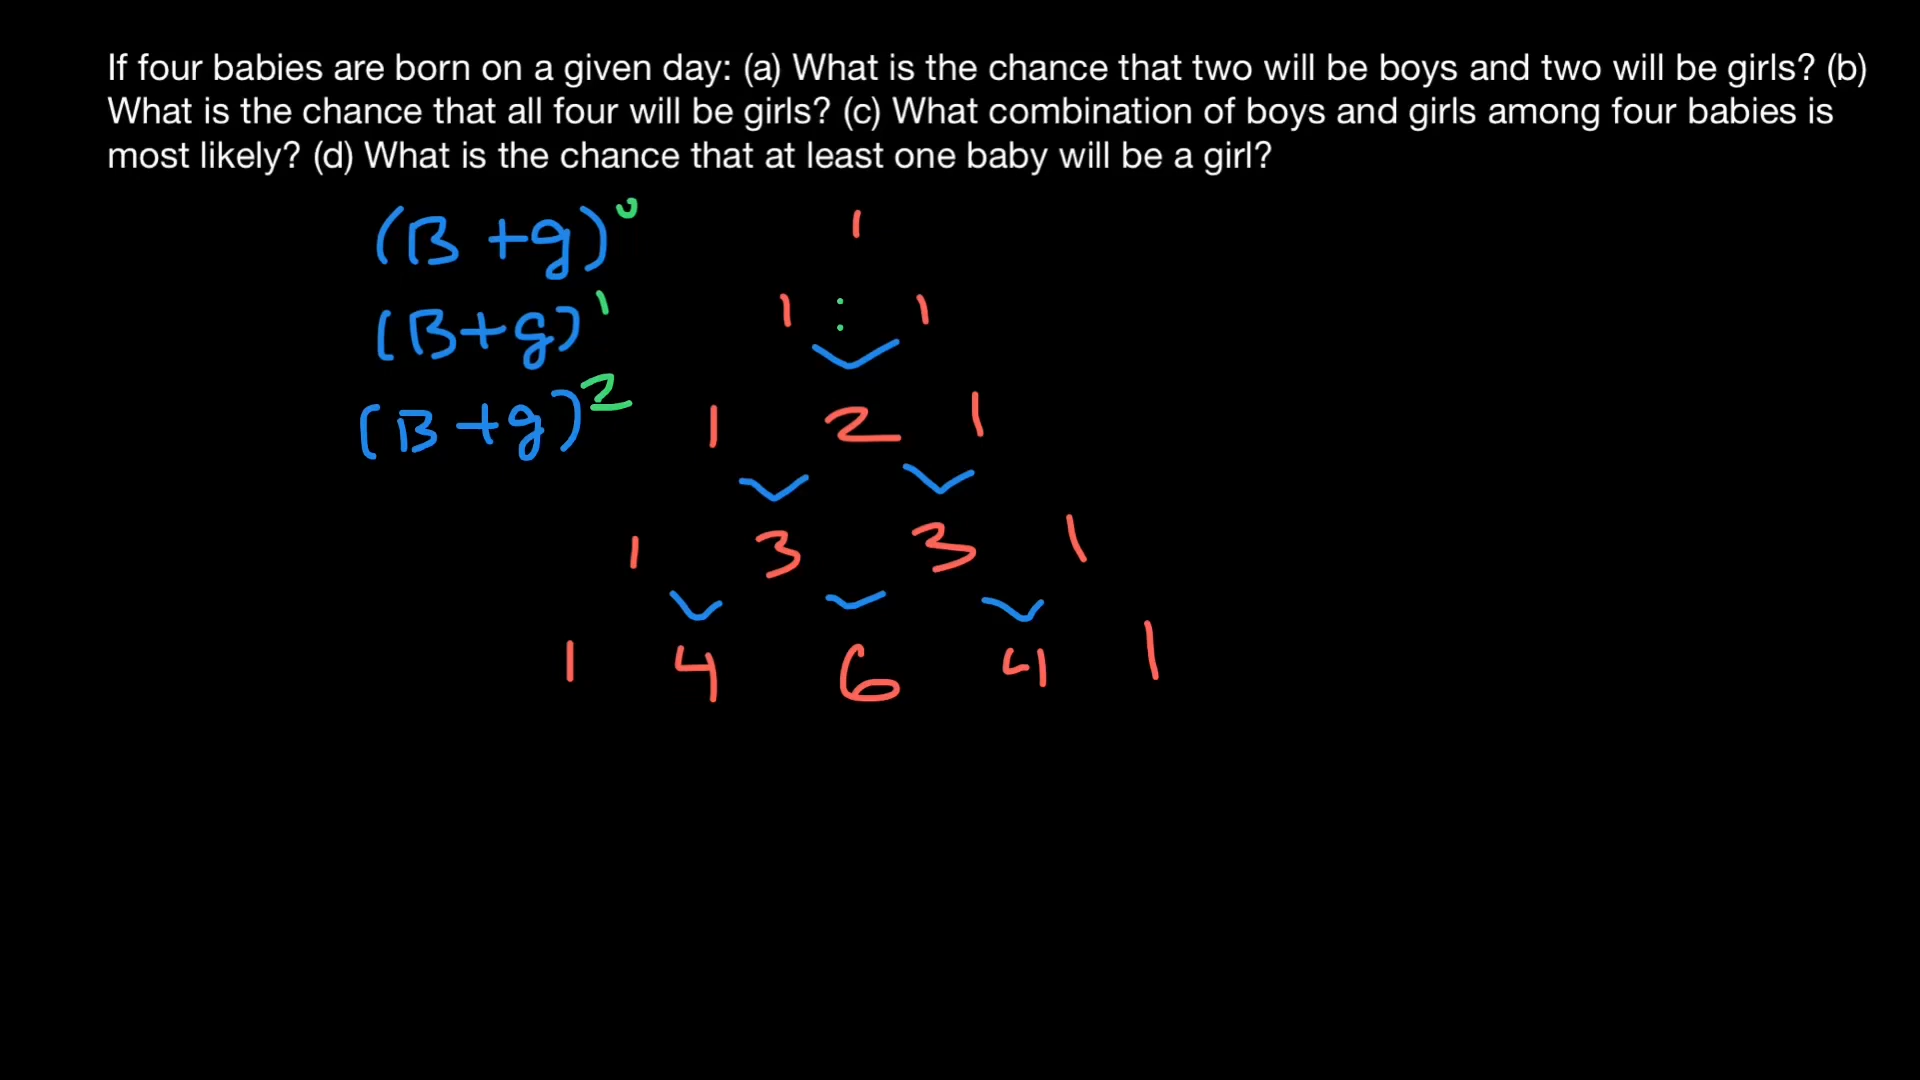 If four babies are born on a given day: (a) What is the chance that two will be boys and two will be girls? (b)
What is the chance that all four will be girls? (c) What combination of boys and girls among four babies is
most likely? (d) What is the chance that at least one baby will be a girl?
(B + g)⁰ 1
(B + g)¹ 1 : 1
(B + g)² 1 2 1
1 3 3 1
1 4 6 4 1